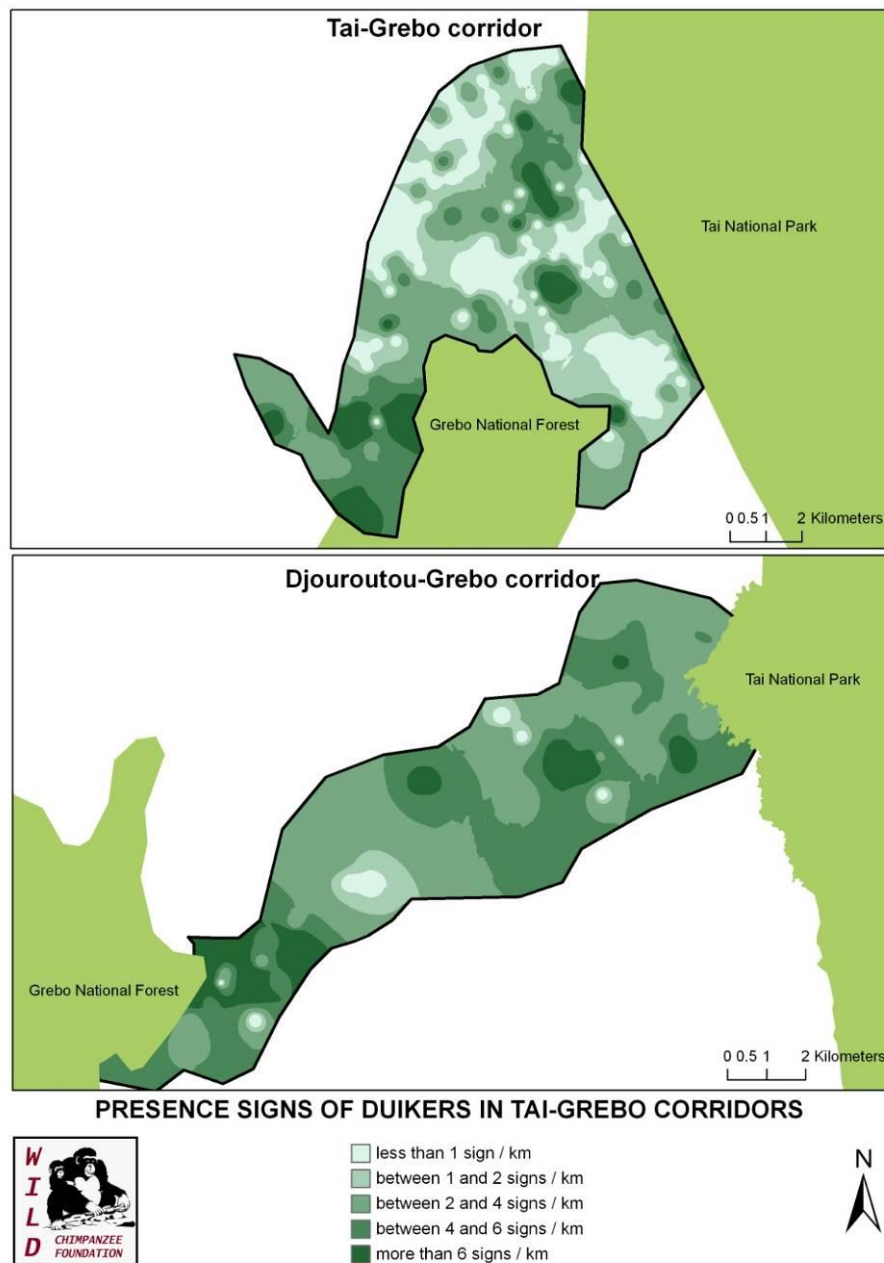 Tai-Grebo corridor
Tai National Park
Grebo National Forest
0 0.5 1 2 Kilometers
Djouroutou-Grebo corridor
Tai National Park
Grebo National Forest
0 0.5 1 2 Kilometers
PRESENCE SIGNS OF DUIKERS IN TAI-GREBO CORRIDORS
WILD
CHIMPANZEE
FOUNDATION
less than 1 sign / km
between 1 and 2 signs / km
between 2 and 4 signs / km
between 4 and 6 signs / km
more than 6 signs / km
N